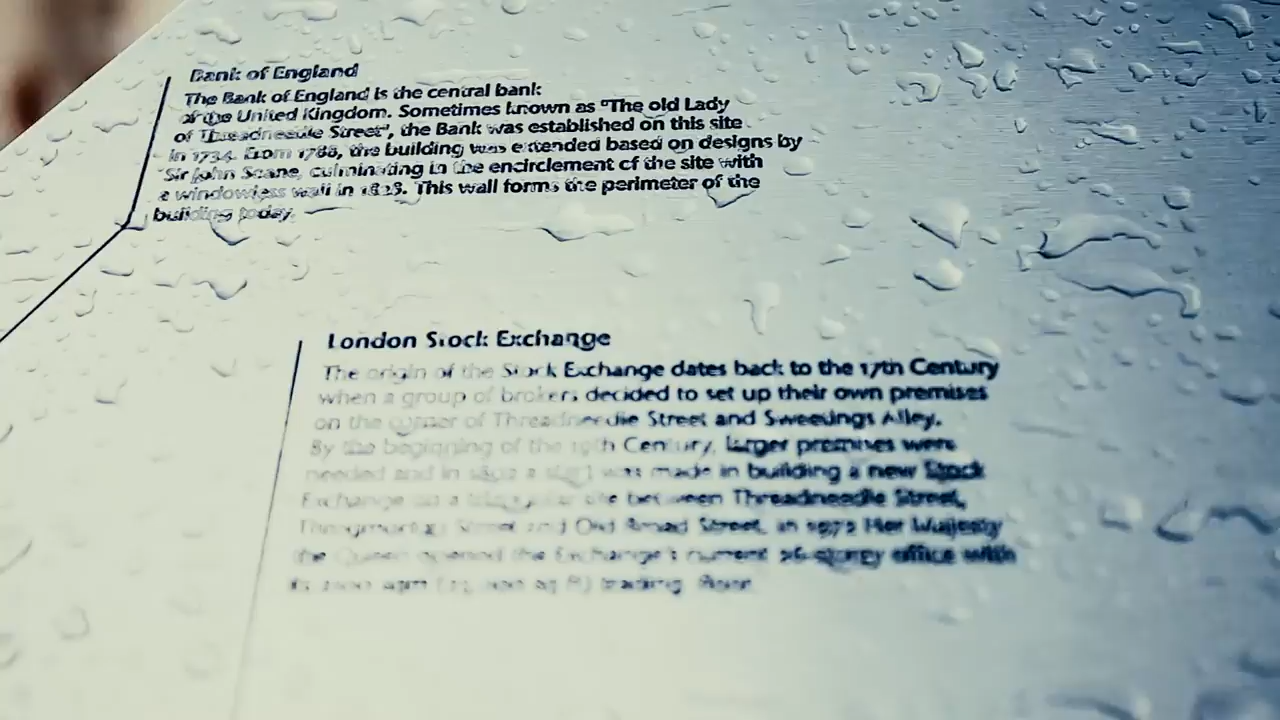 Bank of England
The Bank of England is the central bank
of the United Kingdom. Sometimes known as "The old Lady
of Threadneedle Street", the Bank was established on this site
in 1734. From 1788, the building was extended based on designs by
Sir John Soane, culminating in the encirclement of the site with
a windowless wall in 1828. This wall forms the perimeter of the
building today.
London Stock Exchange
The origin of the Stock Exchange dates back to the 17th Century
when a group of brokers decided to set up their own premises
on the corner of Threadneedle Street and Sweetings Alley.
By the beginning of the 19th Century, larger premises were
needed and in a start was made in building a new Stock
Exchange on a site between Threadneedle Street,
Throgmorton Street and Old Broad Street. In 1972 Her Majesty
the Queen opened the Exchange's current 26-storey office with
its trading floor.